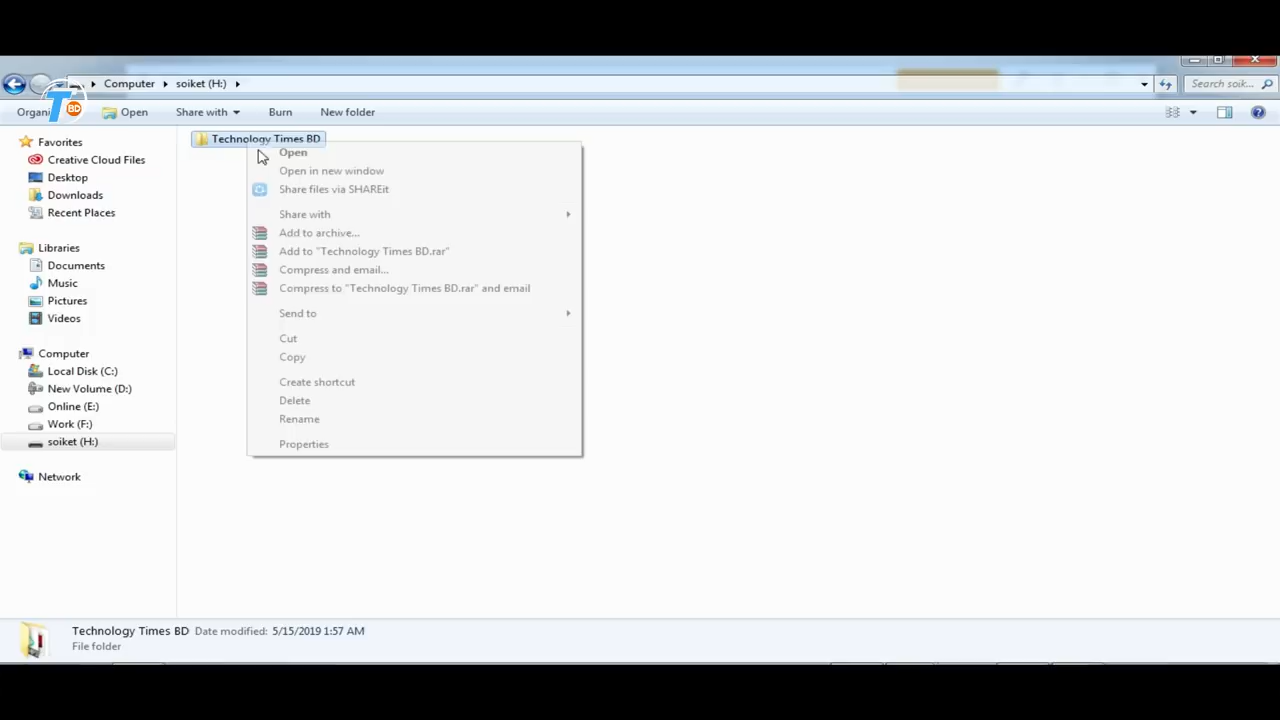 Computer soiket (H:) Search soik...
Organi Open Share with Burn New folder
T BD
Favorites
Creative Cloud Files
Desktop
Downloads
Recent Places
Libraries
Documents
Music
Pictures
Videos
Computer
Local Disk (C:)
New Volume (D:)
Online (E:)
Work (F:)
soiket (H:)
Network
Technology Times BD
Open
Open in new window
Share files via SHAREit
Share with
Add to archive...
Add to "Technology Times BD.rar"
Compress and email...
Compress to "Technology Times BD.rar" and email
Send to
Cut
Copy
Create shortcut
Delete
Rename
Properties
Technology Times BD Date modified: 5/15/2019 1:57 AM
File folder